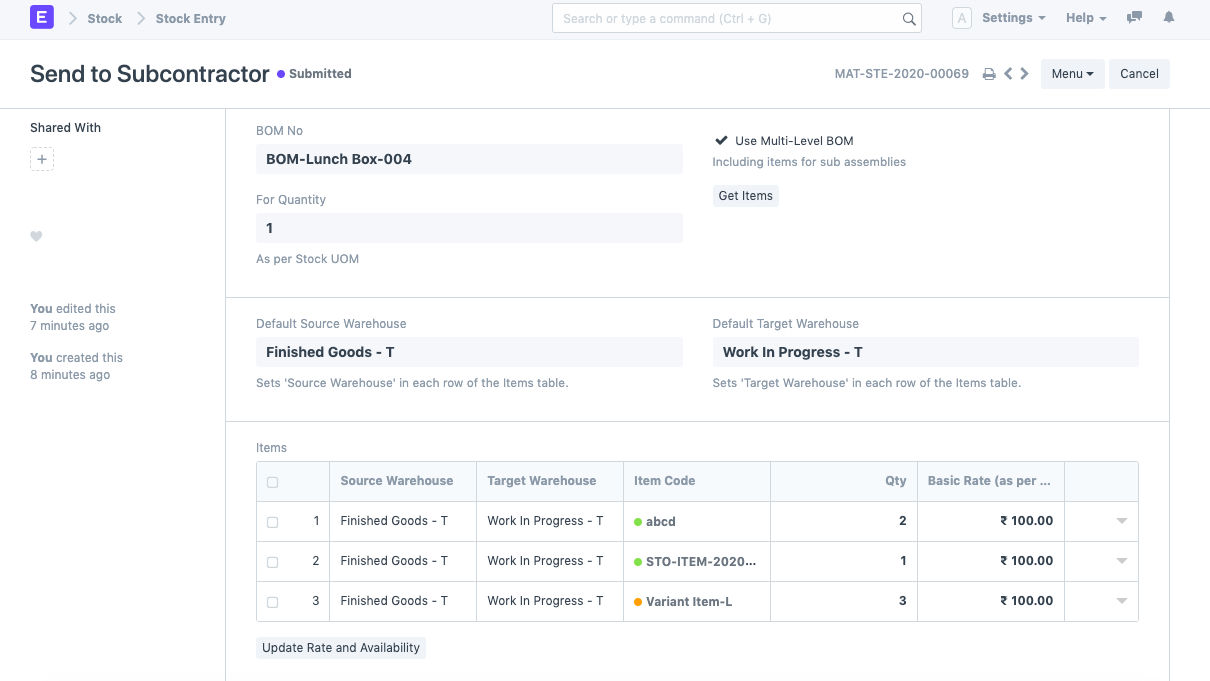 E Stock Stock Entry Search or type a command (Ctrl + G) A Settings Help
Send to Subcontractor Submitted MAT-STE-2020-00069 Menu Cancel
Shared With
+
You edited this
7 minutes ago
You created this
8 minutes ago
BOM No
BOM-Lunch Box-004
For Quantity
1
As per Stock UOM
Use Multi-Level BOM
Including items for sub assemblies
Get Items
Default Source Warehouse
Finished Goods - T
Sets 'Source Warehouse' in each row of the Items table.
Default Target Warehouse
Work In Progress - T
Sets 'Target Warehouse' in each row of the Items table.
Items
Source Warehouse Target Warehouse Item Code Qty Basic Rate (as per ...
1 Finished Goods - T Work In Progress - T abcd 2 ₹ 100.00
2 Finished Goods - T Work In Progress - T STO-ITEM-2020... 1 ₹ 100.00
3 Finished Goods - T Work In Progress - T Variant Item-L 3 ₹ 100.00
Update Rate and Availability